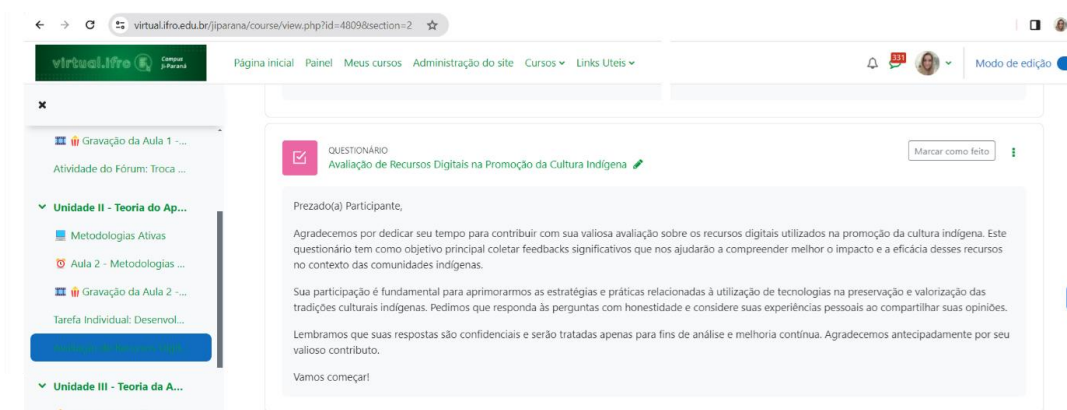 virtual.ifro.edu.br/jiparana/course/view.php?id=4809&section=2
virtual.ifro Campus Ji-Paraná
Página inicial Painel Meus cursos Administração do site Cursos Links Uteis
331
Modo de edição
Gravação da Aula 1 -...
Atividade do Fórum: Troca ...
Unidade II - Teoria do Ap...
Metodologias Ativas
Aula 2 - Metodologias ...
Gravação da Aula 2 -...
Tarefa Individual: Desenvol...
Unidade III - Teoria da A...
QUESTIONÁRIO
Avaliação de Recursos Digitais na Promoção da Cultura Indígena
Marcar como feito
Prezado(a) Participante,
Agradecemos por dedicar seu tempo para contribuir com sua valiosa avaliação sobre os recursos digitais utilizados na promoção da cultura indígena. Este
questionário tem como objetivo principal coletar feedbacks significativos que nos ajudarão a compreender melhor o impacto e a eficácia desses recursos
no contexto das comunidades indígenas.
Sua participação é fundamental para aprimorarmos as estratégias e práticas relacionadas à utilização de tecnologias na preservação e valorização das
tradições culturais indígenas. Pedimos que responda às perguntas com honestidade e considere suas experiências pessoais ao compartilhar suas opiniões.
Lembramos que suas respostas são confidenciais e serão tratadas apenas para fins de análise e melhoria contínua. Agradecemos antecipadamente por seu
valioso contributo.
Vamos começar!